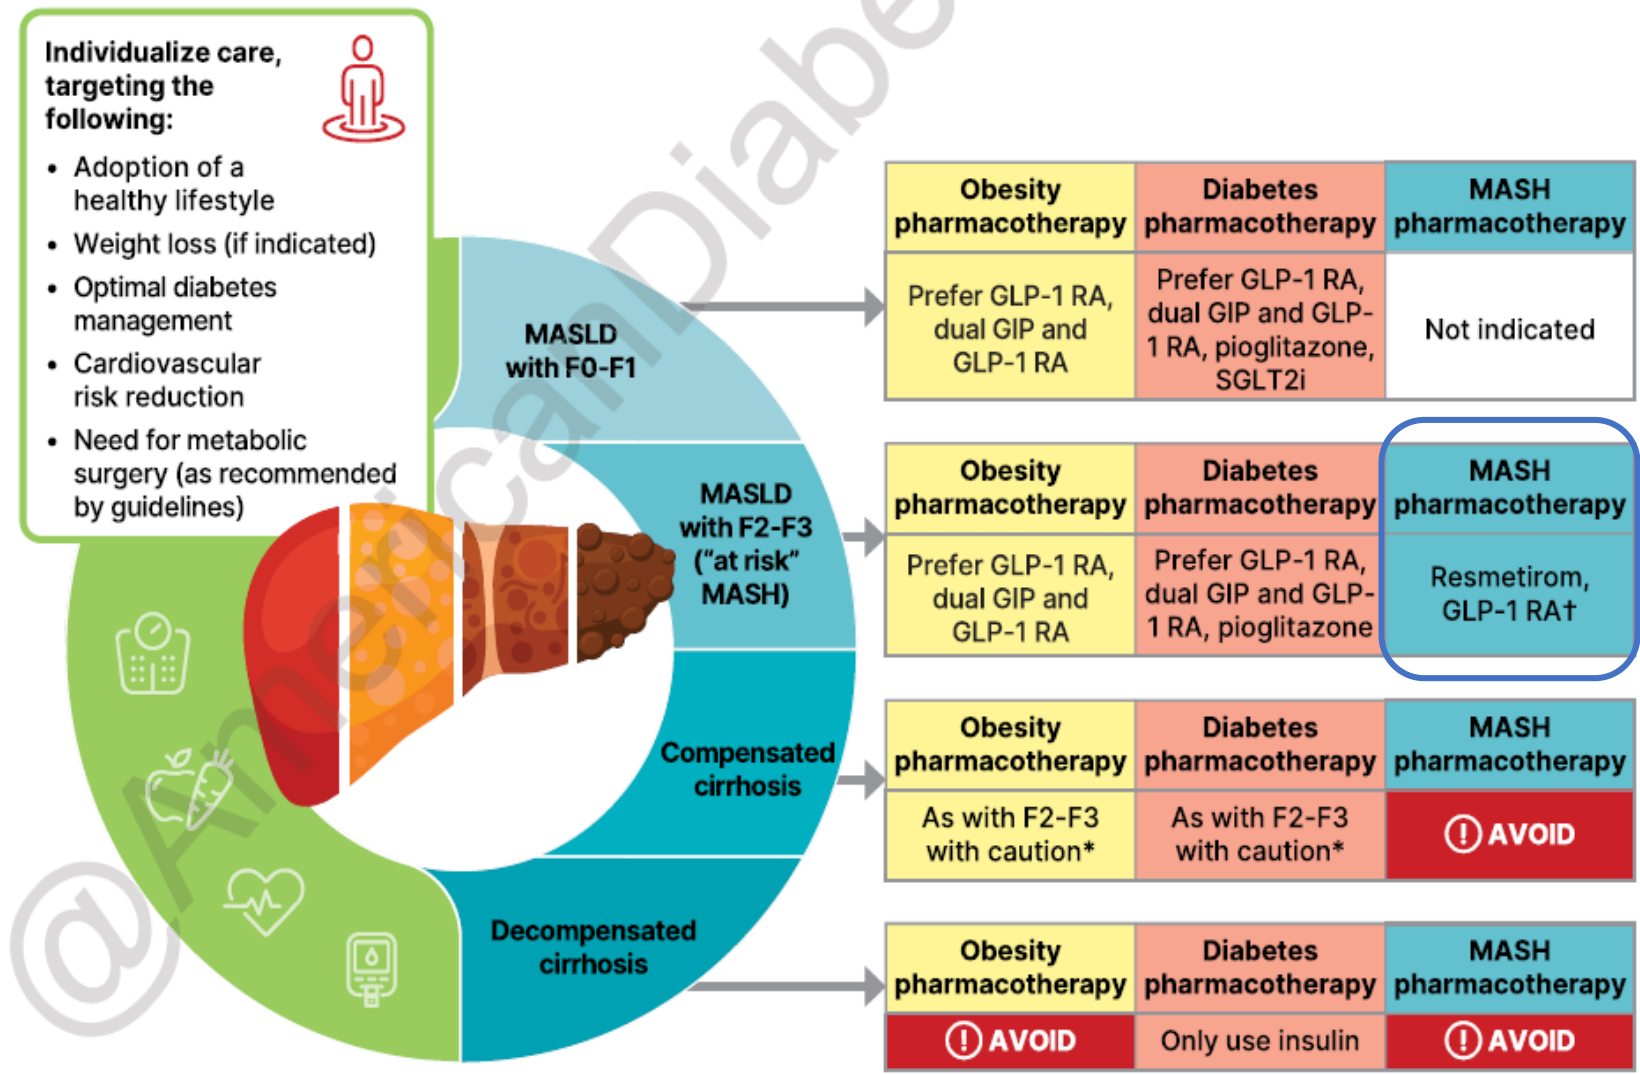 Individualize care,
targeting the
following:
• Adoption of a
healthy lifestyle
• Weight loss (if indicated)
• Optimal diabetes
management
• Cardiovascular
risk reduction
• Need for metabolic
surgery (as recommended
by guidelines)
MASLD
with F0-F1
Obesity
pharmacotherapy
Diabetes
pharmacotherapy
MASH
pharmacotherapy
Prefer GLP-1 RA,
dual GIP and
GLP-1 RA
Prefer GLP-1 RA,
dual GIP and GLP-
1 RA, pioglitazone,
SGLT2i
Not indicated
MASLD
with F2-F3
(“at risk”
MASH)
Obesity
pharmacotherapy
Diabetes
pharmacotherapy
MASH
pharmacotherapy
Prefer GLP-1 RA,
dual GIP and
GLP-1 RA
Prefer GLP-1 RA,
dual GIP and GLP-
1 RA, pioglitazone
Resmetirom,
GLP-1 RA†
Compensated
cirrhosis
Obesity
pharmacotherapy
Diabetes
pharmacotherapy
MASH
pharmacotherapy
As with F2-F3
with caution*
As with F2-F3
with caution*
! AVOID
Decompensated
cirrhosis
Obesity
pharmacotherapy
Diabetes
pharmacotherapy
MASH
pharmacotherapy
! AVOID
Only use insulin
! AVOID
@AmericanDiabe